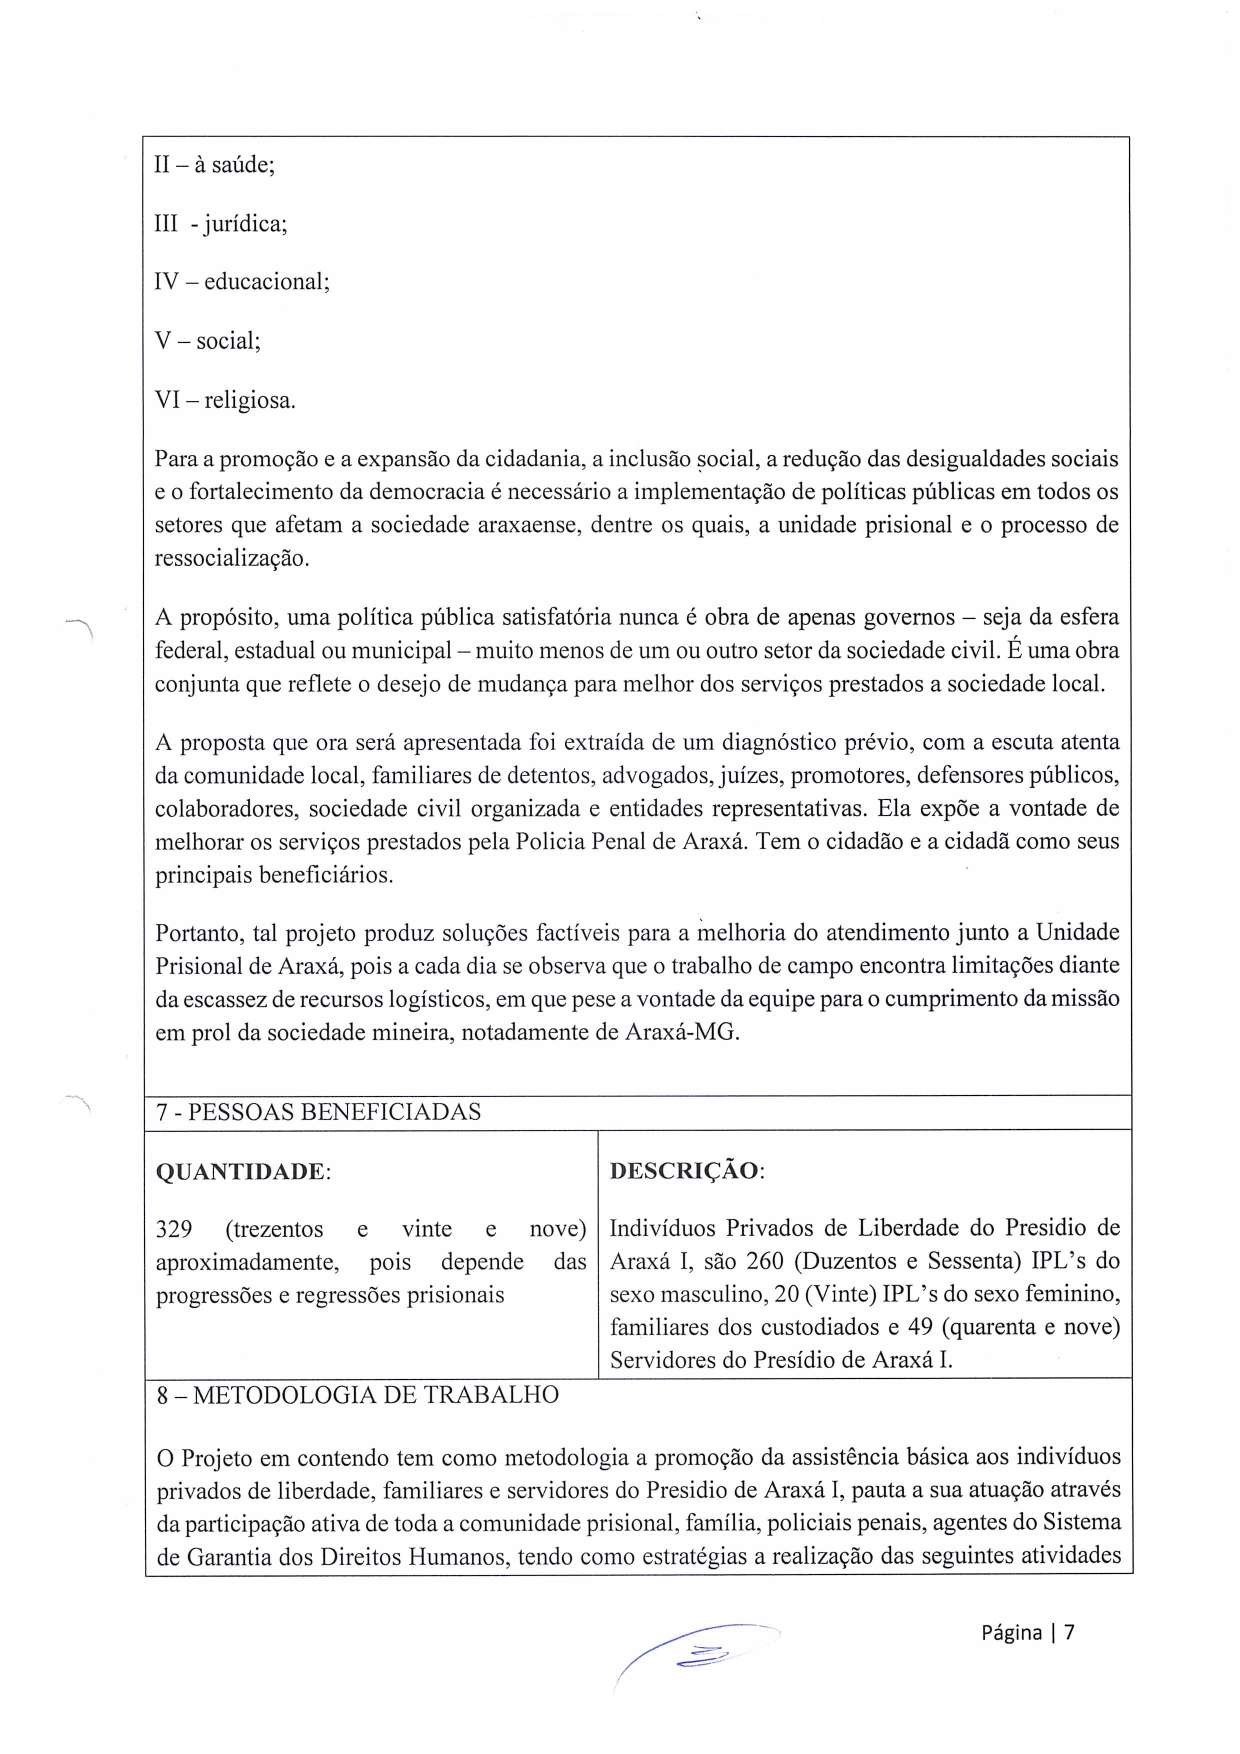 II – à saúde;
III - jurídica;
IV – educacional;
V – social;
VI – religiosa.
Para a promoção e a expansão da cidadania, a inclusão social, a redução das desigualdades sociais
e o fortalecimento da democracia é necessário a implementação de políticas públicas em todos os
setores que afetam a sociedade araxaense, dentre os quais, a unidade prisional e o processo de
ressocialização.
A propósito, uma política pública satisfatória nunca é obra de apenas governos – seja da esfera
federal, estadual ou municipal – muito menos de um ou outro setor da sociedade civil. É uma obra
conjunta que reflete o desejo de mudança para melhor dos serviços prestados a sociedade local.
A proposta que ora será apresentada foi extraída de um diagnóstico prévio, com a escuta atenta
da comunidade local, familiares de detentos, advogados, juízes, promotores, defensores públicos,
colaboradores, sociedade civil organizada e entidades representativas. Ela expõe a vontade de
melhorar os serviços prestados pela Policia Penal de Araxá. Tem o cidadão e a cidadã como seus
principais beneficiários.
Portanto, tal projeto produz soluções factíveis para a melhoria do atendimento junto a Unidade
Prisional de Araxá, pois a cada dia se observa que o trabalho de campo encontra limitações diante
da escassez de recursos logísticos, em que pese a vontade da equipe para o cumprimento da missão
em prol da sociedade mineira, notadamente de Araxá-MG.
7 - PESSOAS BENEFICIADAS
QUANTIDADE:
329 (trezentos e vinte e nove)
aproximadamente, pois depende das
progressões e regressões prisionais
DESCRIÇÃO:
Indivíduos Privados de Liberdade do Presidio de
Araxá I, são 260 (Duzentos e Sessenta) IPL’s do
sexo masculino, 20 (Vinte) IPL’s do sexo feminino,
familiares dos custodiados e 49 (quarenta e nove)
Servidores do Presídio de Araxá I.
8 – METODOLOGIA DE TRABALHO
O Projeto em contendo tem como metodologia a promoção da assistência básica aos indivíduos
privados de liberdade, familiares e servidores do Presidio de Araxá I, pauta a sua atuação através
da participação ativa de toda a comunidade prisional, família, policiais penais, agentes do Sistema
de Garantia dos Direitos Humanos, tendo como estratégias a realização das seguintes atividades
Página | 7